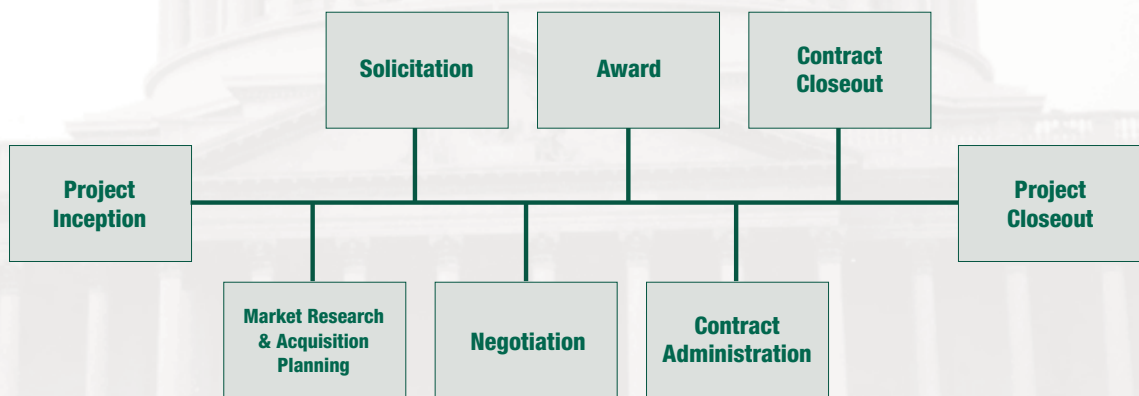 Solicitation
Award
Contract
Closeout
Project
Inception
Project
Closeout
Market Research
& Acquisition
Planning
Negotiation
Contract
Administration